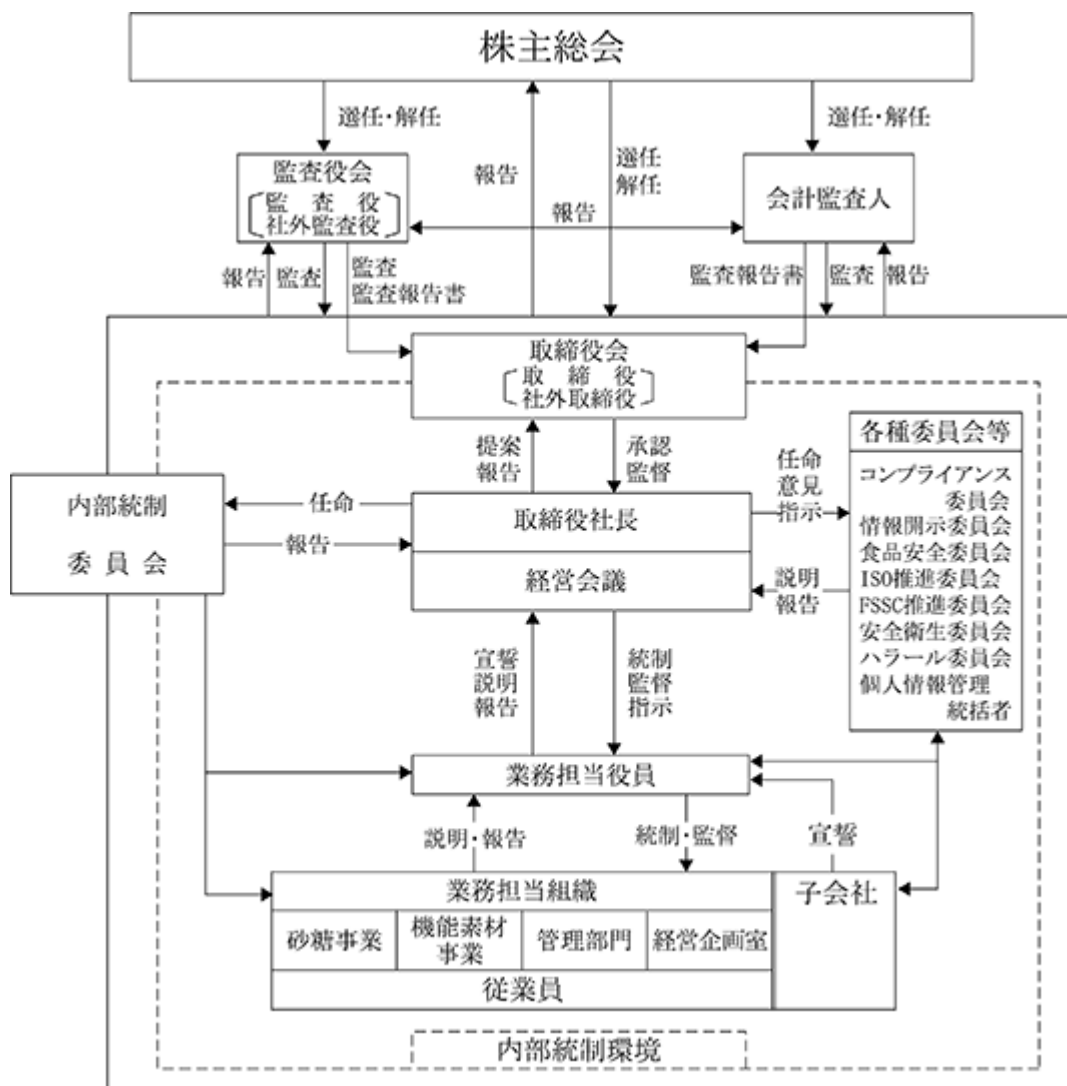 株主総会
選任・解任
選任・解任
監査役会
監査役
社外監査役
報告
選任
解任
会計監査人
報告
報告
監査
監査
監査報告書
監査報告書
監査
報告
取締役会
取締役
社外取締役
各種委員会等
コンプライアンス
委員会
情報開示委員会
食品安全委員会
ISO推進委員会
FSSC推進委員会
安全衛生委員会
ハラール委員会
個人情報管理
統括者
提案
報告
承認
監督
任命
意見
指示
内部統制
委員会
任命
報告
取締役社長
経営会議
説明
報告
宣誓
説明
報告
統制
監督
指示
業務担当役員
説明・報告
統制・監督
宣誓
業務担当組織
子会社
砂糖事業
機能素材
事業
管理部門
経営企画室
従業員
内部統制環境